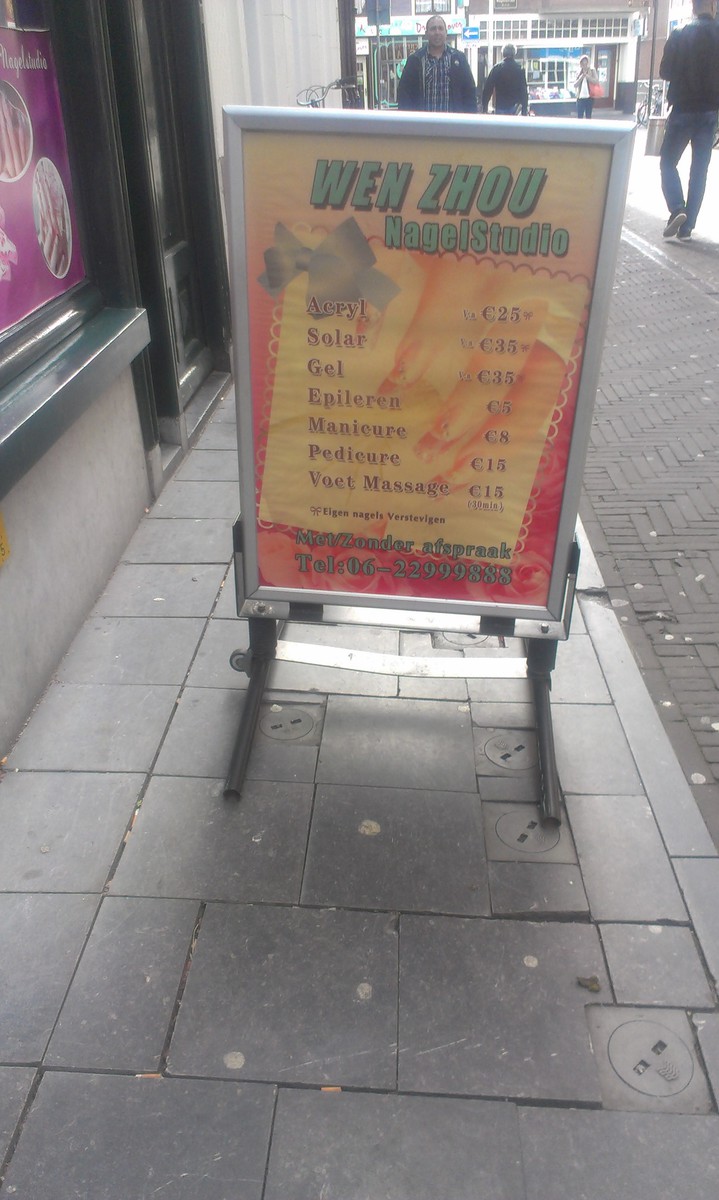 Nagelstudio
WEN ZHOU
NagelStudio
Acryl v.a €25
Solar v.a €35
Gel v.a €35
Epileren €5
Manicure €8
Pedicure €15
Voet Massage €15
(30min)
Eigen nagels Verstevigen
Met/Zonder afspraak
Tel:06-22999888